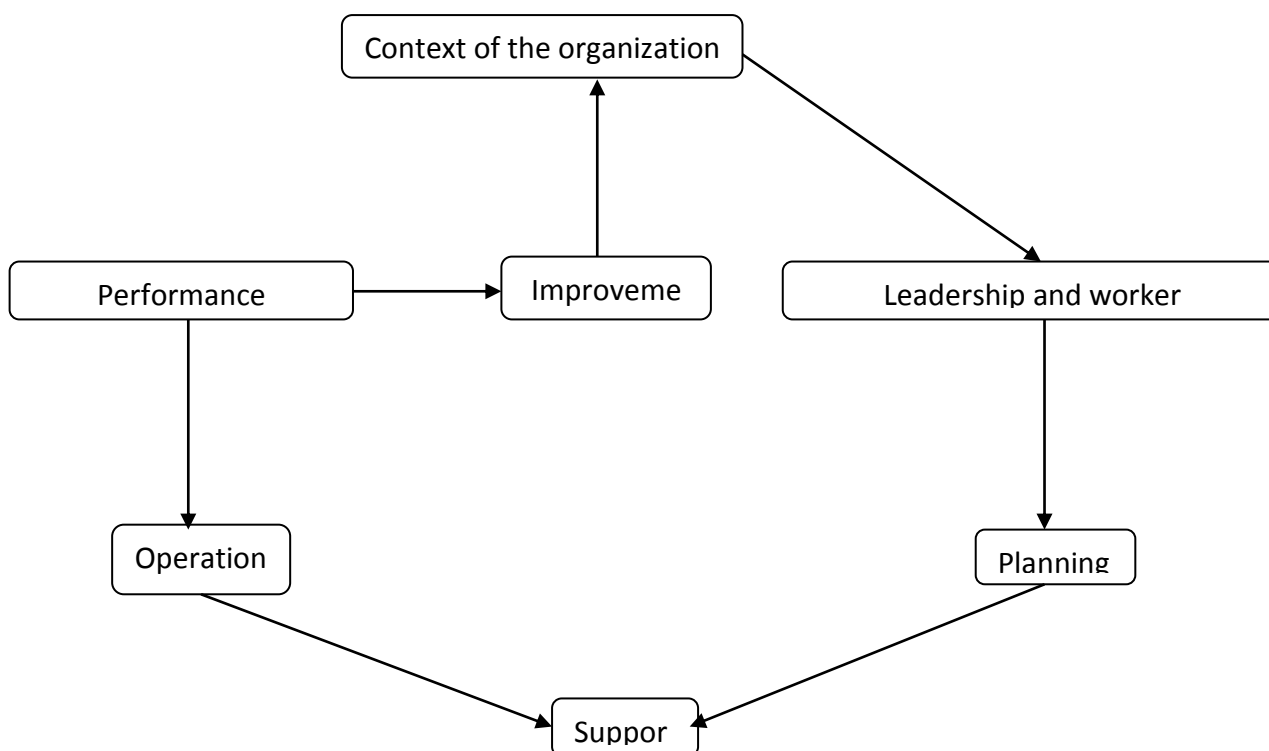 Context of the organization
Performance
Improveme
Leadership and worker
Operation
Planning
Suppor